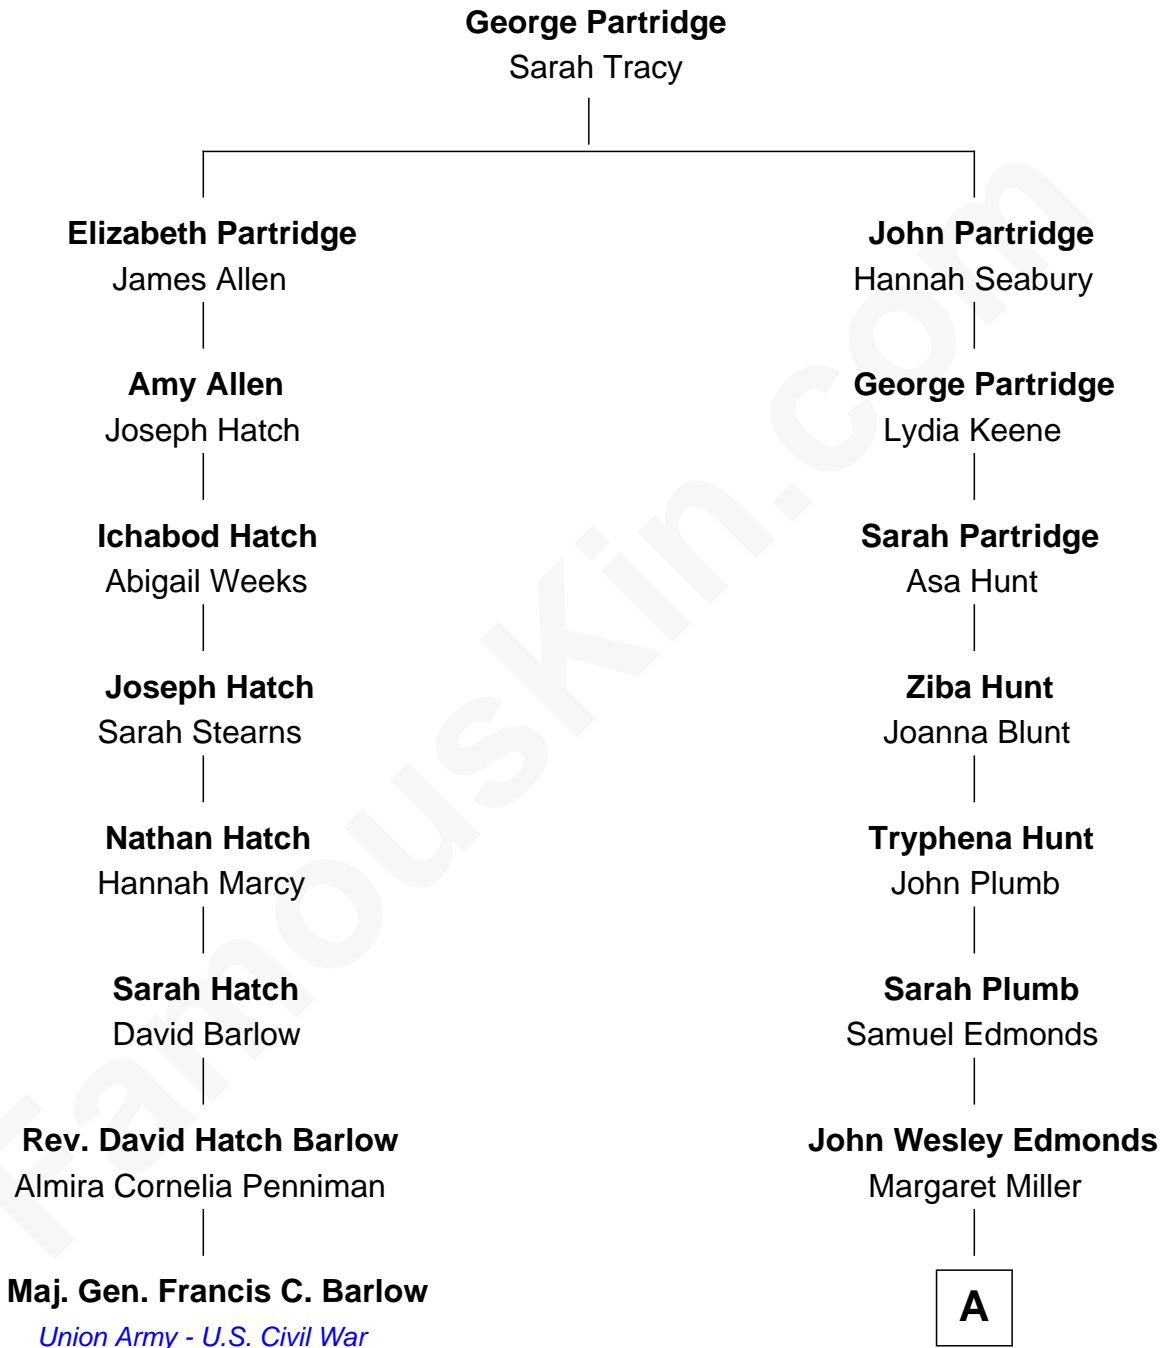 George Partridge
Sarah Tracy
Elizabeth Partridge
James Allen
John Partridge
Hannah Seabury
Amy Allen
Joseph Hatch
George Partridge
Lydia Keene
Ichabod Hatch
Abigail Weeks
Sarah Partridge
Asa Hunt
Joseph Hatch
Sarah Stearns
Ziba Hunt
Joanna Blunt
Nathan Hatch
Hannah Marcy
Tryphena Hunt
John Plumb
Sarah Hatch
David Barlow
Sarah Plumb
Samuel Edmonds
Rev. David Hatch Barlow
Almira Cornelia Penniman
John Wesley Edmonds
Margaret Miller
Maj. Gen. Francis C. Barlow
Union Army - U.S. Civil War
A
FamousKin.com